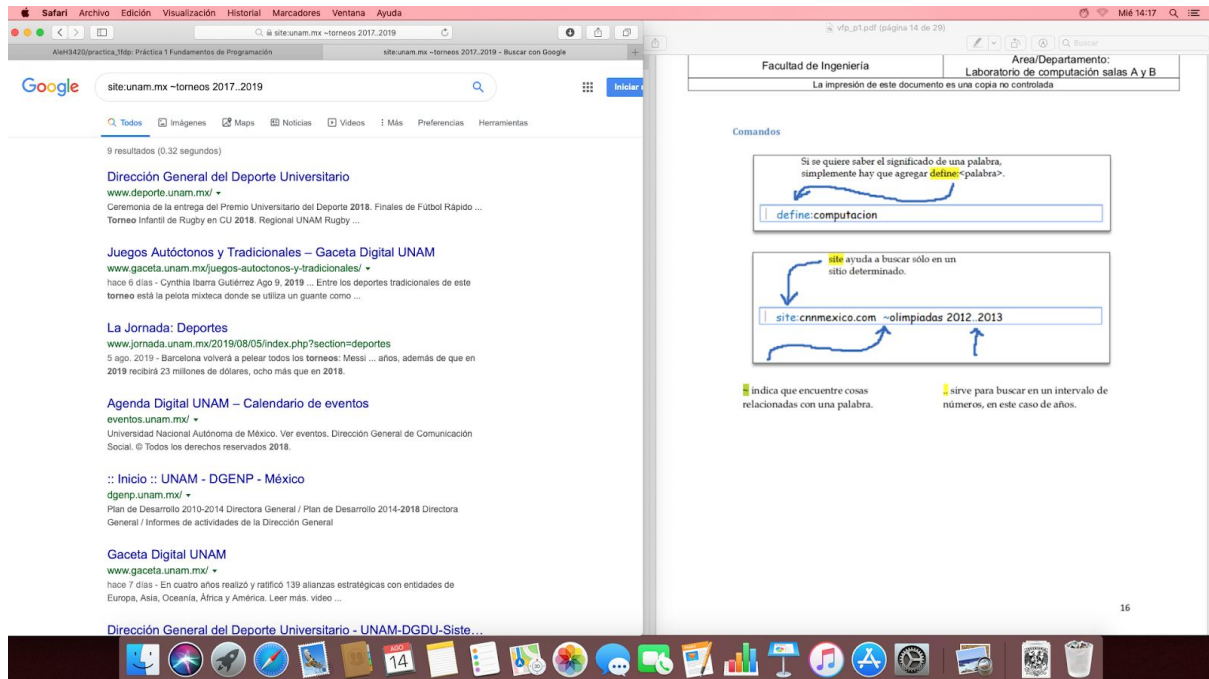 Safari Archivo Edición Visualización Historial Marcadores Ventana Ayuda
Mié 14:17
site:unam.mx ~torneos 2017..2019
AleH3420/practica_1fdp: Práctica 1 Fundamentos de Programación
site:unam.mx ~torneos 2017..2019 - Buscar con Google
Google
site:unam.mx ~torneos 2017..2019
Iniciar
Todos Imágenes Maps Noticias Videos Más Preferencias Herramientas
9 resultados (0.32 segundos)
Dirección General del Deporte Universitario
www.deporte.unam.mx/
Ceremonia de la entrega del Premio Universitario del Deporte 2018. Finales de Fútbol Rápido ...
Torneo Infantil de Rugby en CU 2018. Regional UNAM Rugby ...
Juegos Autóctonos y Tradicionales – Gaceta Digital UNAM
www.gaceta.unam.mx/juegos-autoctonos-y-tradicionales/
hace 6 días - Cynthia Ibarra Gutiérrez Ago 9, 2019 ... Entre los deportes tradicionales de este
torneo está la pelota mixteca donde se utiliza un guante como ...
La Jornada: Deportes
www.jornada.unam.mx/2019/08/05/index.php?section=deportes
5 ago. 2019 - Barcelona volverá a pelear todos los torneos: Messi ... años, además de que en
2019 recibirá 23 millones de dólares, ocho más que en 2018.
Agenda Digital UNAM – Calendario de eventos
eventos.unam.mx/
Universidad Nacional Autónoma de México. Ver eventos. Dirección General de Comunicación
Social. © Todos los derechos reservados 2018.
:: Inicio :: UNAM - DGENP - México
dgenp.unam.mx/
Plan de Desarrollo 2010-2014 Directora General / Plan de Desarrollo 2014-2018 Directora
General / Informes de actividades de la Dirección General
Gaceta Digital UNAM
www.gaceta.unam.mx/
hace 7 días - En cuatro años realizó y ratificó 139 alianzas estratégicas con entidades de
Europa, Asia, Oceanía, África y América. Leer más. video ...
Dirección General del Deporte Universitario - UNAM-DGDU-Siste...
vfp_p1.pdf (página 14 de 29)
Buscar
Facultad de Ingeniería
Área/Departamento:
Laboratorio de computación salas A y B
La impresión de este documento es una copia no controlada
Comandos
Si se quiere saber el significado de una palabra,
simplemente hay que agregar define:<palabra>.
define:computacion
site ayuda a buscar sólo en un
sitio determinado.
site:cnnmexico.com ~olimpiadas 2012..2013
~ indica que encuentre cosas
relacionadas con una palabra.
.. sirve para buscar en un intervalo de
números, en este caso de años.
16
AGO
14